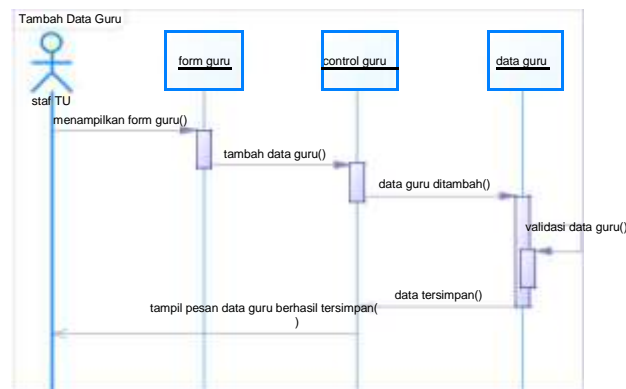 Tambah Data Guru
form guru
control guru
data guru
staf TU
menampilkan form guru()
tambah data guru()
data guru ditambah()
validasi data guru()
data tersimpan()
tampil pesan data guru berhasil tersimpan(
)